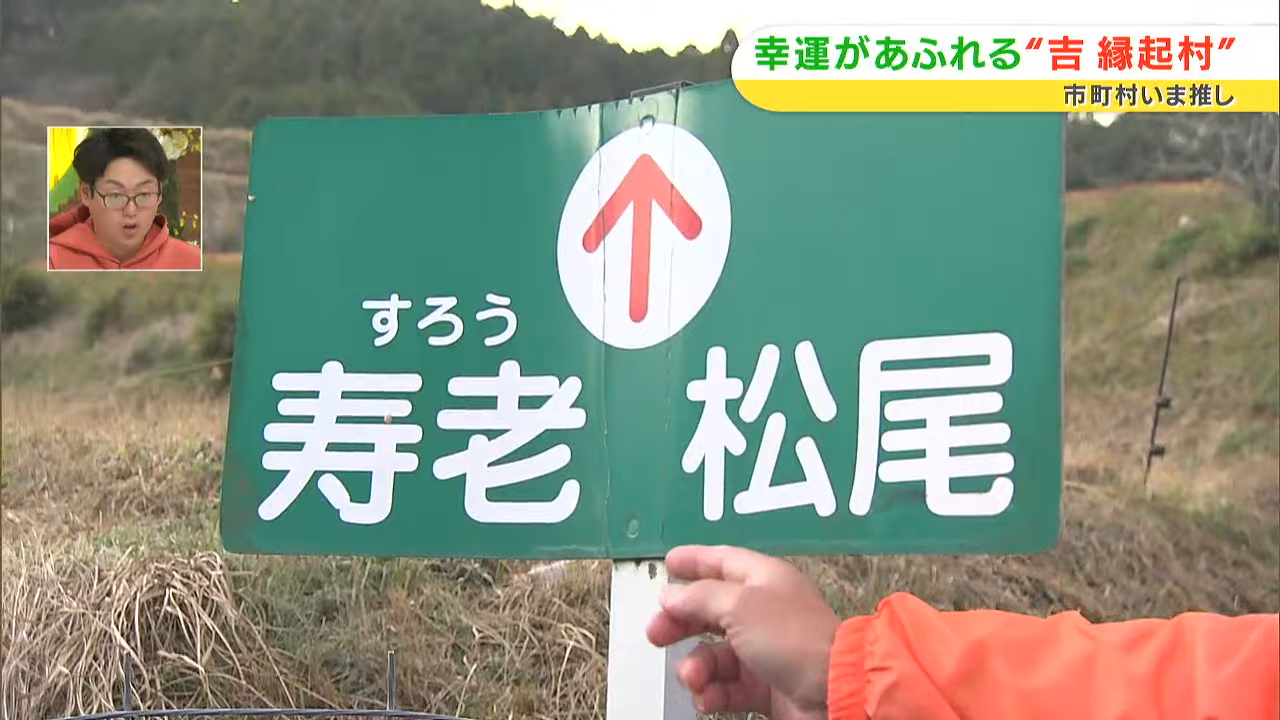 幸運があふれる“吉 縁起村”
市町村いま推し
すろう
寿老 松尾